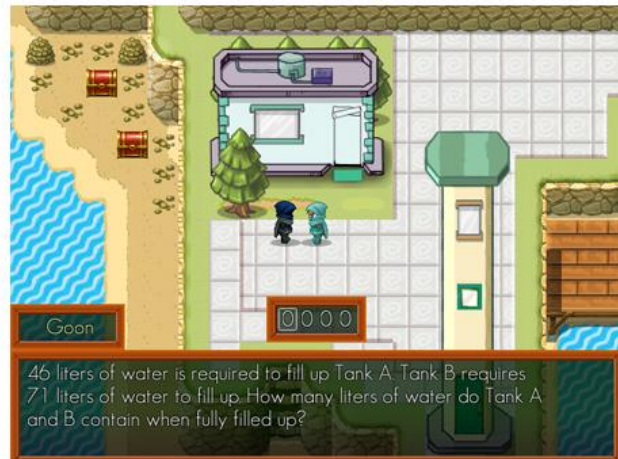 Goon
0000
46 liters of water is required to fill up Tank A. Tank B requires
71 liters of water to fill up. How many liters of water do Tank A
and B contain when fully filled up?